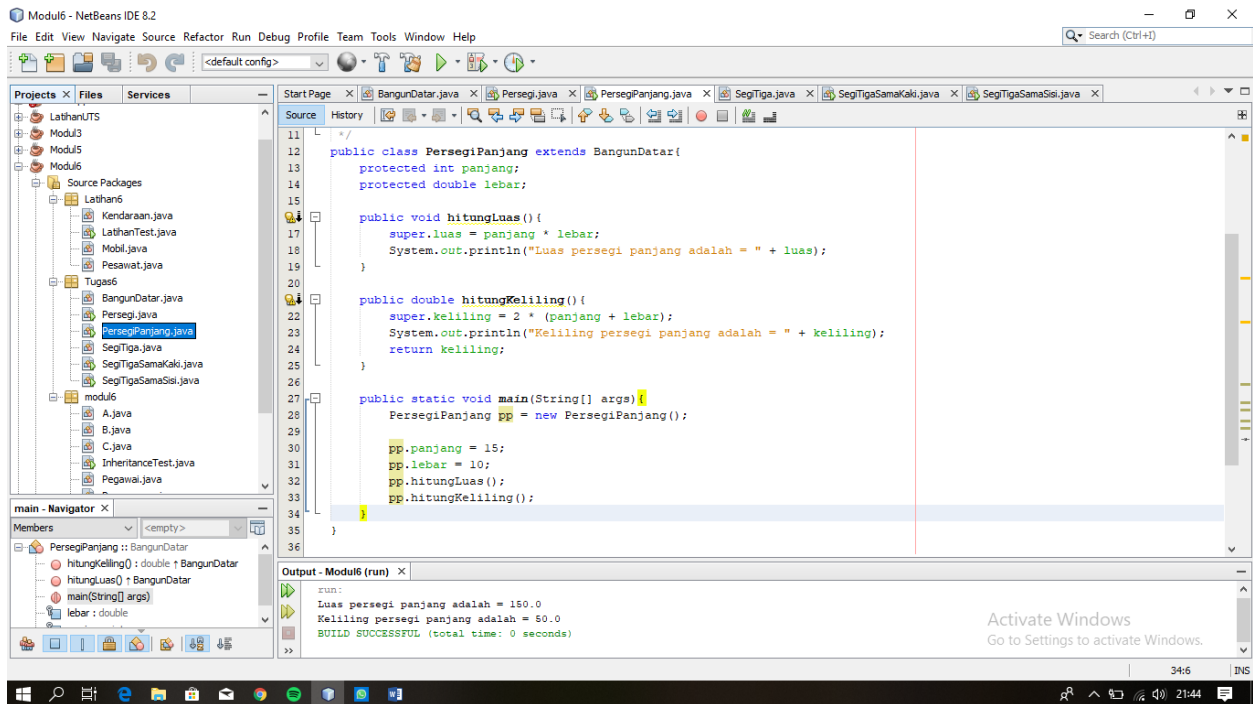 Modul6 - NetBeans IDE 8.2
File Edit View Navigate Source Refactor Run Debug Profile Team Tools Window Help
Search (Ctrl+I)
<default config>
Projects Files Services
LatihanUTS
Modul3
Modul5
Modul6
Source Packages
Latihan6
Kendaraan.java
LatihanTest.java
Mobil.java
Pesawat.java
Tugas6
BangunDatar.java
Persegi.java
PersegiPanjang.java
SegiTiga.java
SegiTigaSamaKaki.java
SegiTigaSamaSisi.java
modul6
A.java
B.java
C.java
InheritanceTest.java
Pegawai.java
main - Navigator
Members <empty>
PersegiPanjang :: BangunDatar
hitungKeliling() : double ↑ BangunDatar
hitungLuas() ↑ BangunDatar
main(String[] args)
lebar : double
Start Page BangunDatar.java Persegi.java PersegiPanjang.java SegiTiga.java SegiTigaSamaKaki.java SegiTigaSamaSisi.java
Source History
11 */
12 public class PersegiPanjang extends BangunDatar{
13 protected int panjang;
14 protected double lebar;
15
public void hitungLuas(){
17 super.luas = panjang * lebar;
18 System.out.println("Luas persegi panjang adalah = " + luas);
19 }
20
public double hitungKeliling(){
22 super.keliling = 2 * (panjang + lebar);
23 System.out.println("Keliling persegi panjang adalah = " + keliling);
24 return keliling;
25 }
26
27 public static void main(String[] args){
28 PersegiPanjang pp = new PersegiPanjang();
29
30 pp.panjang = 15;
31 pp.lebar = 10;
32 pp.hitungLuas();
33 pp.hitungKeliling();
34 }
35 }
36
Output - Modul6 (run)
run:
Luas persegi panjang adalah = 150.0
Keliling persegi panjang adalah = 50.0
BUILD SUCCESSFUL (total time: 0 seconds)
Activate Windows
Go to Settings to activate Windows.
34:6 INS
21:44